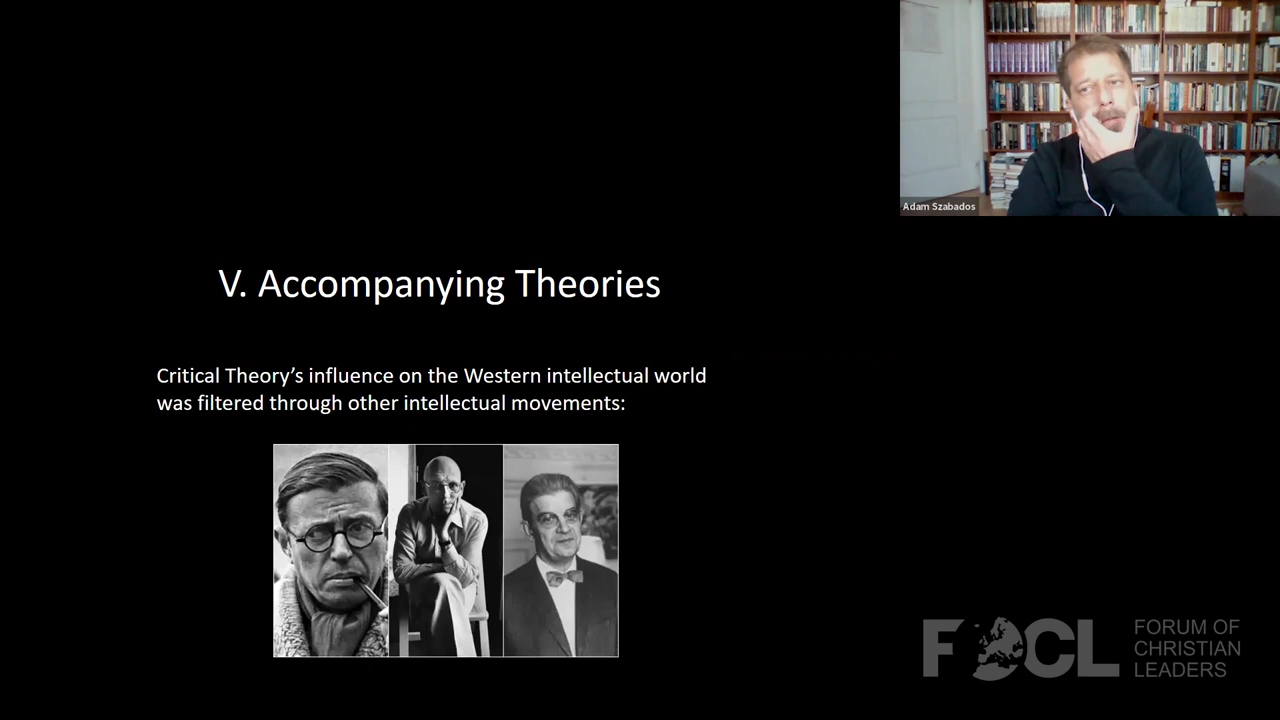 Adam Szabados
V. Accompanying Theories
Critical Theory's influence on the Western intellectual world
was filtered through other intellectual movements:
FOCL
FORUM OF
CHRISTIAN
LEADERS